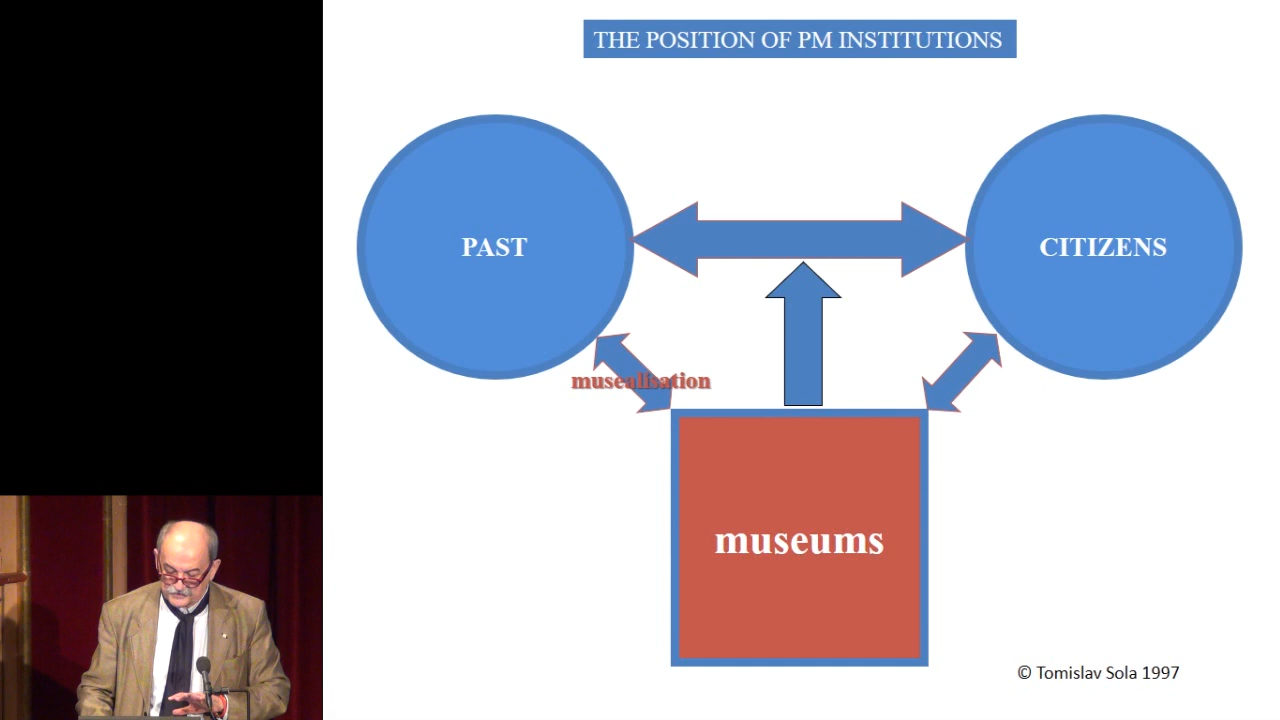 THE POSITION OF PM INSTITUTIONS
PAST
CITIZENS
musealisation
museums
© Tomislav Sola 1997